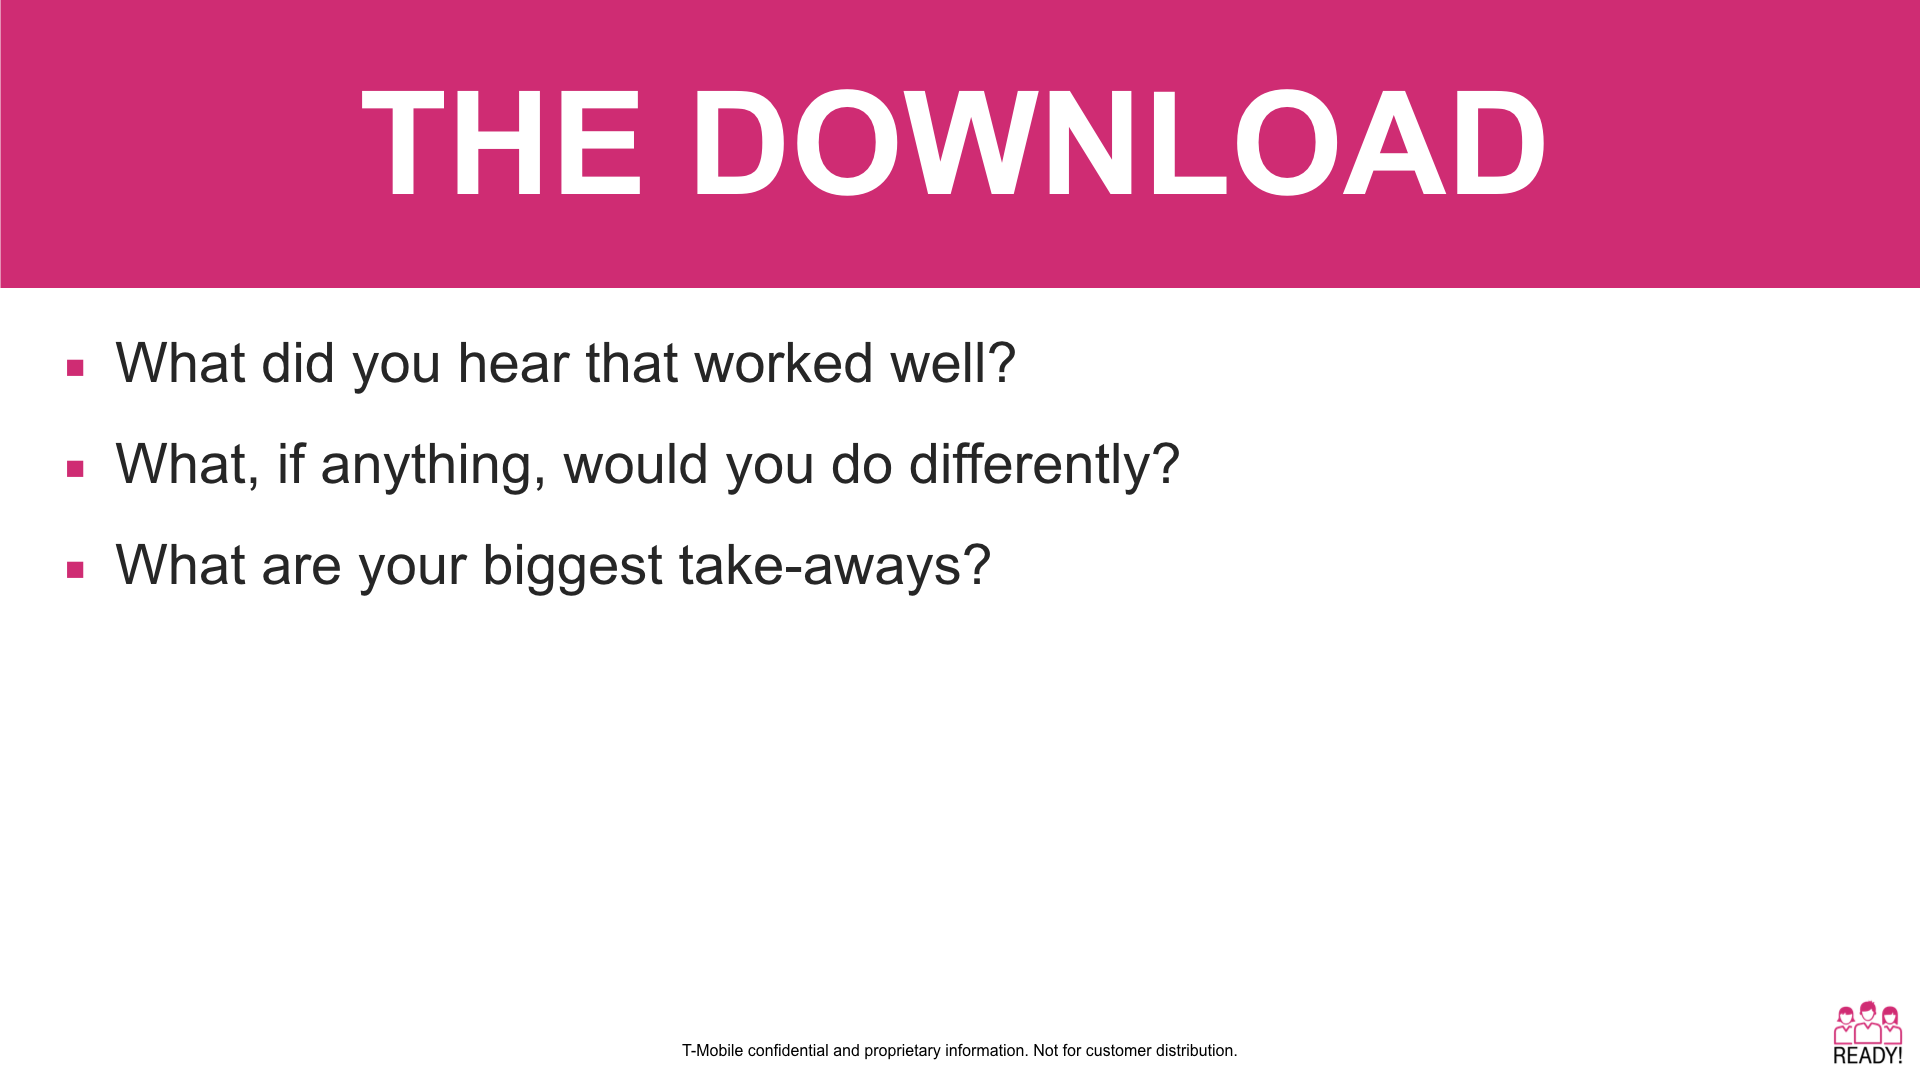 THE DOWNLOAD
What did you hear that worked well?
What, if anything, would you do differently?
What are your biggest take-aways?
T-Mobile confidential and proprietary information. Not for customer distribution.
READY!